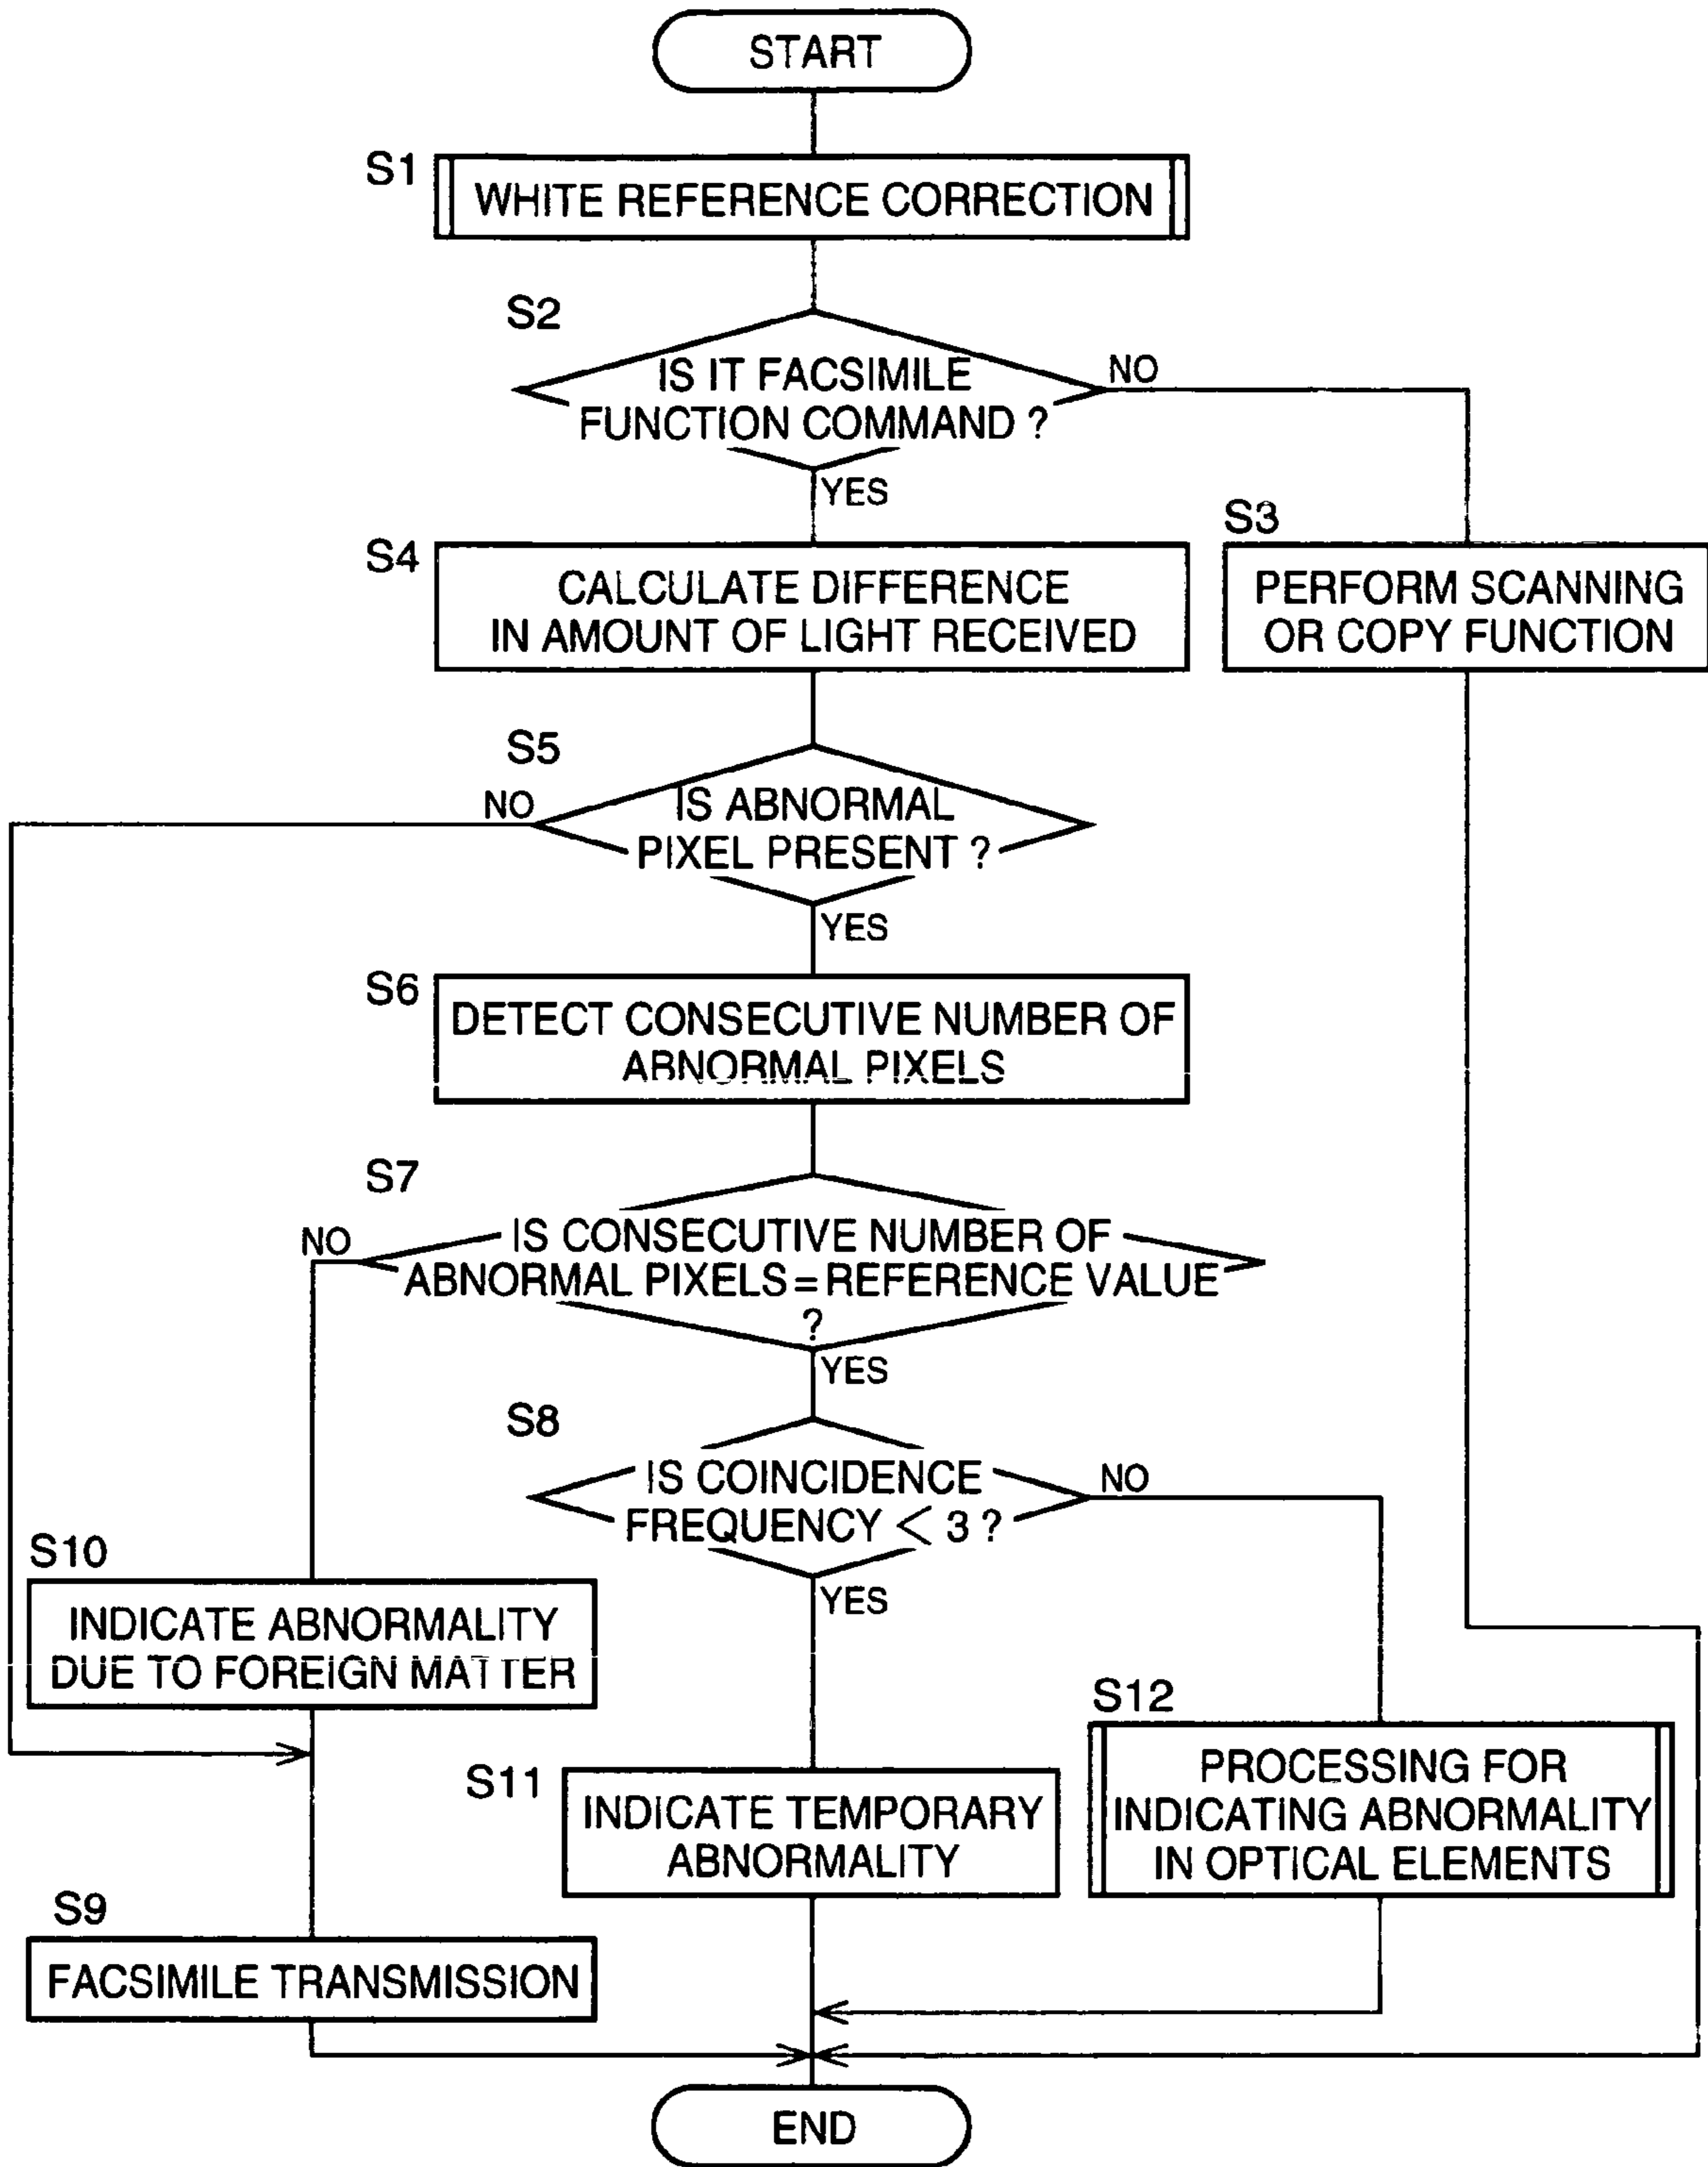 START
S1
WHITE REFERENCE CORRECTION
S2
IS IT FACSIMILE
FUNCTION COMMAND ?
NO
YES
S3
PERFORM SCANNING
OR COPY FUNCTION
S4
CALCULATE DIFFERENCE
IN AMOUNT OF LIGHT RECEIVED
S5
NO
IS ABNORMAL
PIXEL PRESENT ?
YES
S6
DETECT CONSECUTIVE NUMBER OF
ABNORMAL PIXELS
S7
NO
IS CONSECUTIVE NUMBER OF
ABNORMAL PIXELS = REFERENCE VALUE
?
YES
S8
IS COINCIDENCE
FREQUENCY < 3 ?
NO
YES
S10
INDICATE ABNORMALITY
DUE TO FOREIGN MATTER
S11
INDICATE TEMPORARY
ABNORMALITY
S12
PROCESSING FOR
INDICATING ABNORMALITY
IN OPTICAL ELEMENTS
S9
FACSIMILE TRANSMISSION
END